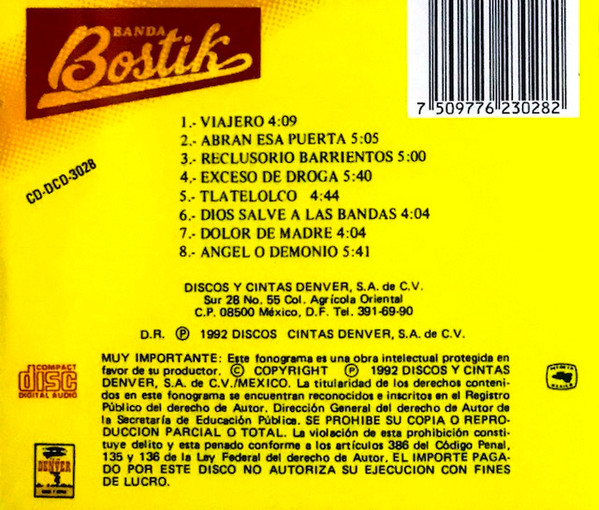 BANDA
Bostik
7 509776 230282
CD-DCD-3028
1.- VIAJERO 4:09
2.- ABRAN ESA PUERTA 5:05
3.- RECLUSORIO BARRIENTOS 5:00
4,- EXCESO DE DROGA 5:40
5.- TLATELOLCO 4:44
6.- DIOS SALVE A LAS BANDAS 4:04
7.- DOLOR DE MADRE 4:04
8.- ANGEL O DEMONIO 5:41
DISCOS Y CINTAS DENVER, S.A. de C.V.
Sur 28 No. 55 Col. Agrícola Oriental
C.P. 08500 México, D.F. Tel. 391-69-90
D.R. Ⓟ 1992 DISCOS CINTAS DENVER, S.A. de C.V.
MUY IMPORTANTE: Este fonograma es una obra intelectual protegida en
favor de su productor. © COPYRIGHT Ⓟ 1992 DISCOS Y CINTAS
DENVER, S.A. de C.V./MEXICO. La titularidad de los derechos conteni-
dos en este fonograma se encuentran reconocidos e inscritos en el Registro
Público del derecho de Autor. Dirección General del derecho de Autor de
la Secretaría de Educación Pública. SE PROHIBE SU COPIA O REPRO-
DUCCION PARCIAL O TOTAL. La violación de esta prohibición consti-
tuye delito y esta penado conforme a los artículos 386 del Código Penal,
135 y 136 de la Ley Federal del derecho de Autor. EL IMPORTE PAGA-
DO POR ESTE DISCO NO AUTORIZA SU EJECUCION CON FINES
DE LUCRO.
COMPACT
disc
DIGITAL AUDIO
DENVER